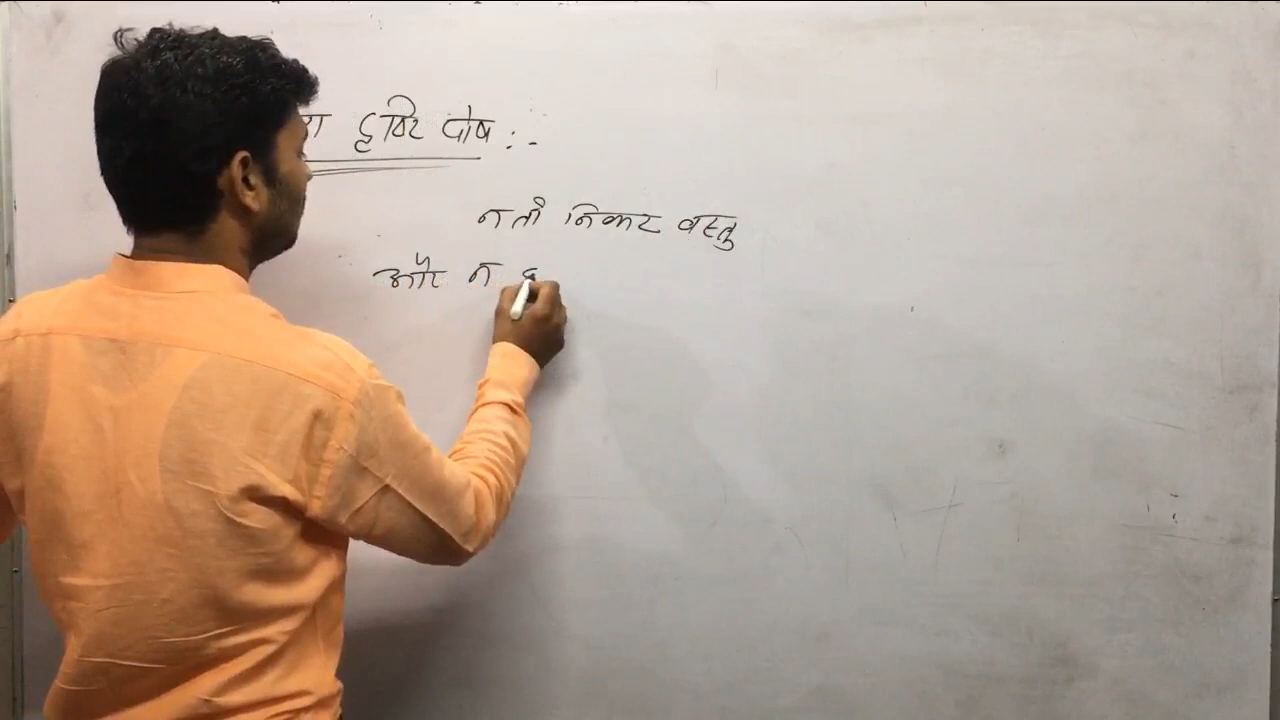 दृष्टि दोष :-
न तो निकट वस्तु
और न